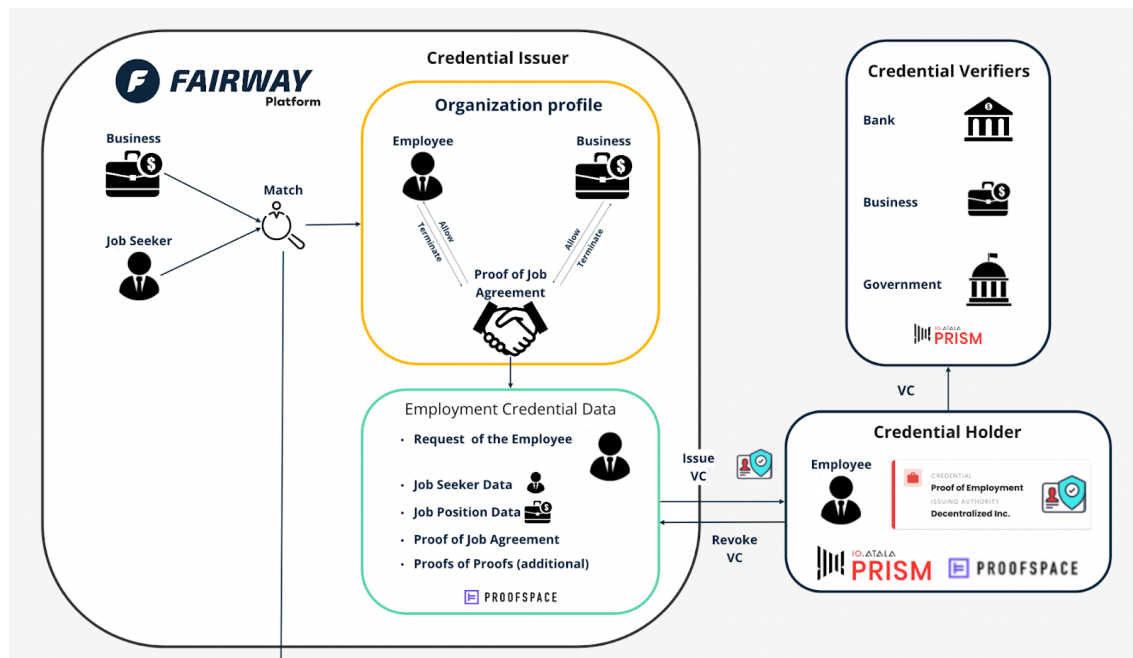 FAIRWAY
Platform
Credential Issuer
Business
Job Seeker
Match
Organization profile
Employee
Business
Allow
Terminate
Allow
Terminate
Proof of Job
Agreement
Employment Credential Data
· Request of the Employee
· Job Seeker Data
· Job Position Data
· Proof of Job Agreement
· Proofs of Proofs (additional)
PROOFSPACE
Issue
VC
Revoke
VC
Credential Verifiers
Bank
Business
Government
IO.ATALA
PRISM
VC
Credential Holder
Employee
CREDENTIAL
Proof of Employment
ISSUING AUTHORITY
Decentralized Inc.
IO.ATALA
PRISM
PROOFSPACE